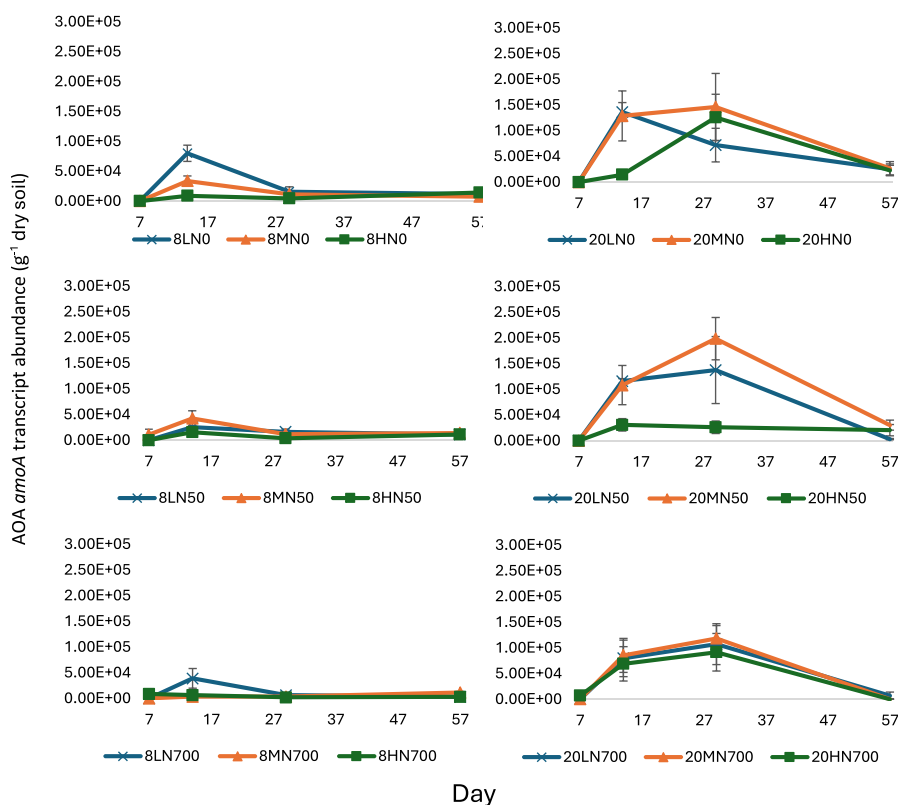 AOA amoA transcript abundance (g⁻¹ dry soil)
3.00E+05
2.50E+05
2.00E+05
1.50E+05
1.00E+05
5.00E+04
0.00E+00
7 17 27 37 47 57
8LN0 8MN0 8HN0
3.00E+05
2.50E+05
2.00E+05
1.50E+05
1.00E+05
5.00E+04
0.00E+00
7 17 27 37 47 57
20LN0 20MN0 20HN0
3.00E+05
2.50E+05
2.00E+05
1.50E+05
1.00E+05
5.00E+04
0.00E+00
7 17 27 37 47 57
8LN50 8MN50 8HN50
3.00E+05
2.50E+05
2.00E+05
1.50E+05
1.00E+05
5.00E+04
0.00E+00
7 17 27 37 47 57
20LN50 20MN50 20HN50
3.00E+05
2.50E+05
2.00E+05
1.50E+05
1.00E+05
5.00E+04
0.00E+00
7 17 27 37 47 57
8LN700 8MN700 8HN700
3.00E+05
2.50E+05
2.00E+05
1.50E+05
1.00E+05
5.00E+04
0.00E+00
7 17 27 37 47 57
20LN700 20MN700 20HN700
Day